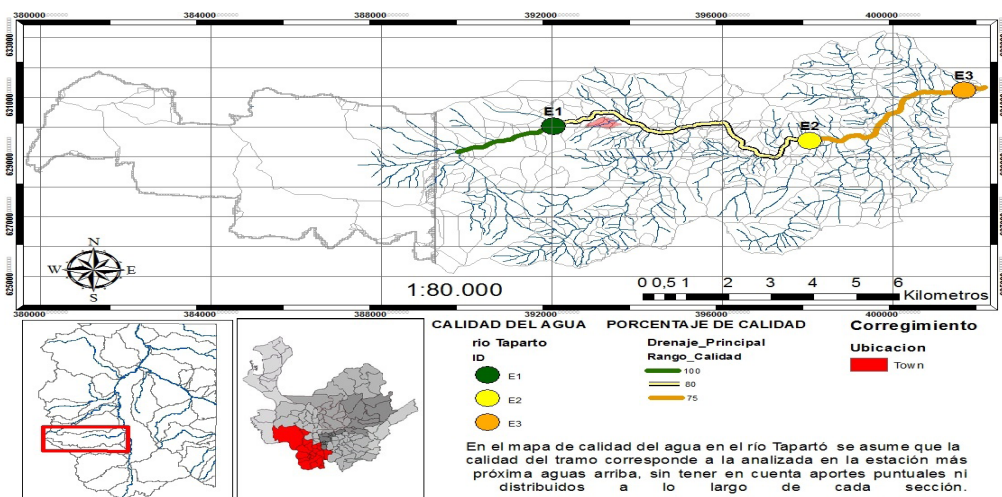 380000 384000 388000 392000 396000 400000
633000
631000
629000
627000
625000
E1
E2
E3
N
W E
S
1:80.000
0 0,5 1 2 3 4 5 6
Kilometros
380000 384000 388000 392000 396000 400000
CALIDAD DEL AGUA
rio Taparto
ID
E1
E2
E3
PORCENTAJE DE CALIDAD
Drenaje_Principal
Rango_Calidad
100
80
75
Corregimiento
Ubicacion
Town
En el mapa de calidad del agua en el río Tapartó se asume que la
calidad del tramo corresponde a la analizada en la estación más
próxima aguas arriba, sin tener en cuenta aportes puntuales ni
distribuidos a lo largo de cada sección.